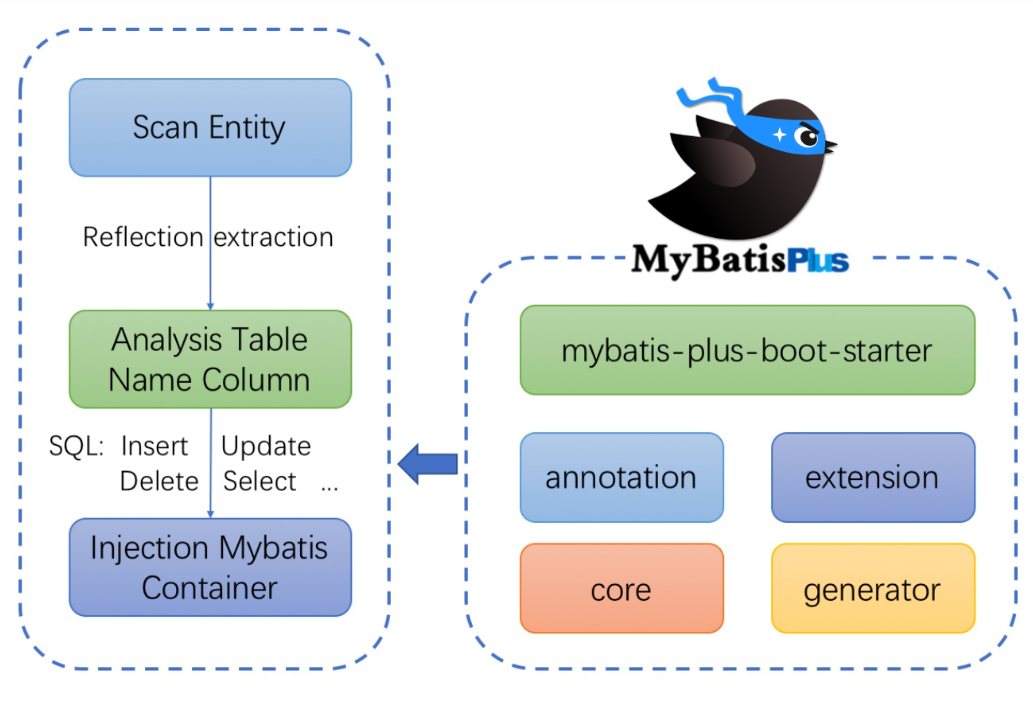 Scan Entity
Reflection extraction
Analysis Table
Name Column
SQL: Insert Update
Delete Select ...
Injection Mybatis
Container
MyBatisPlus
mybatis-plus-boot-starter
annotation
extension
core
generator